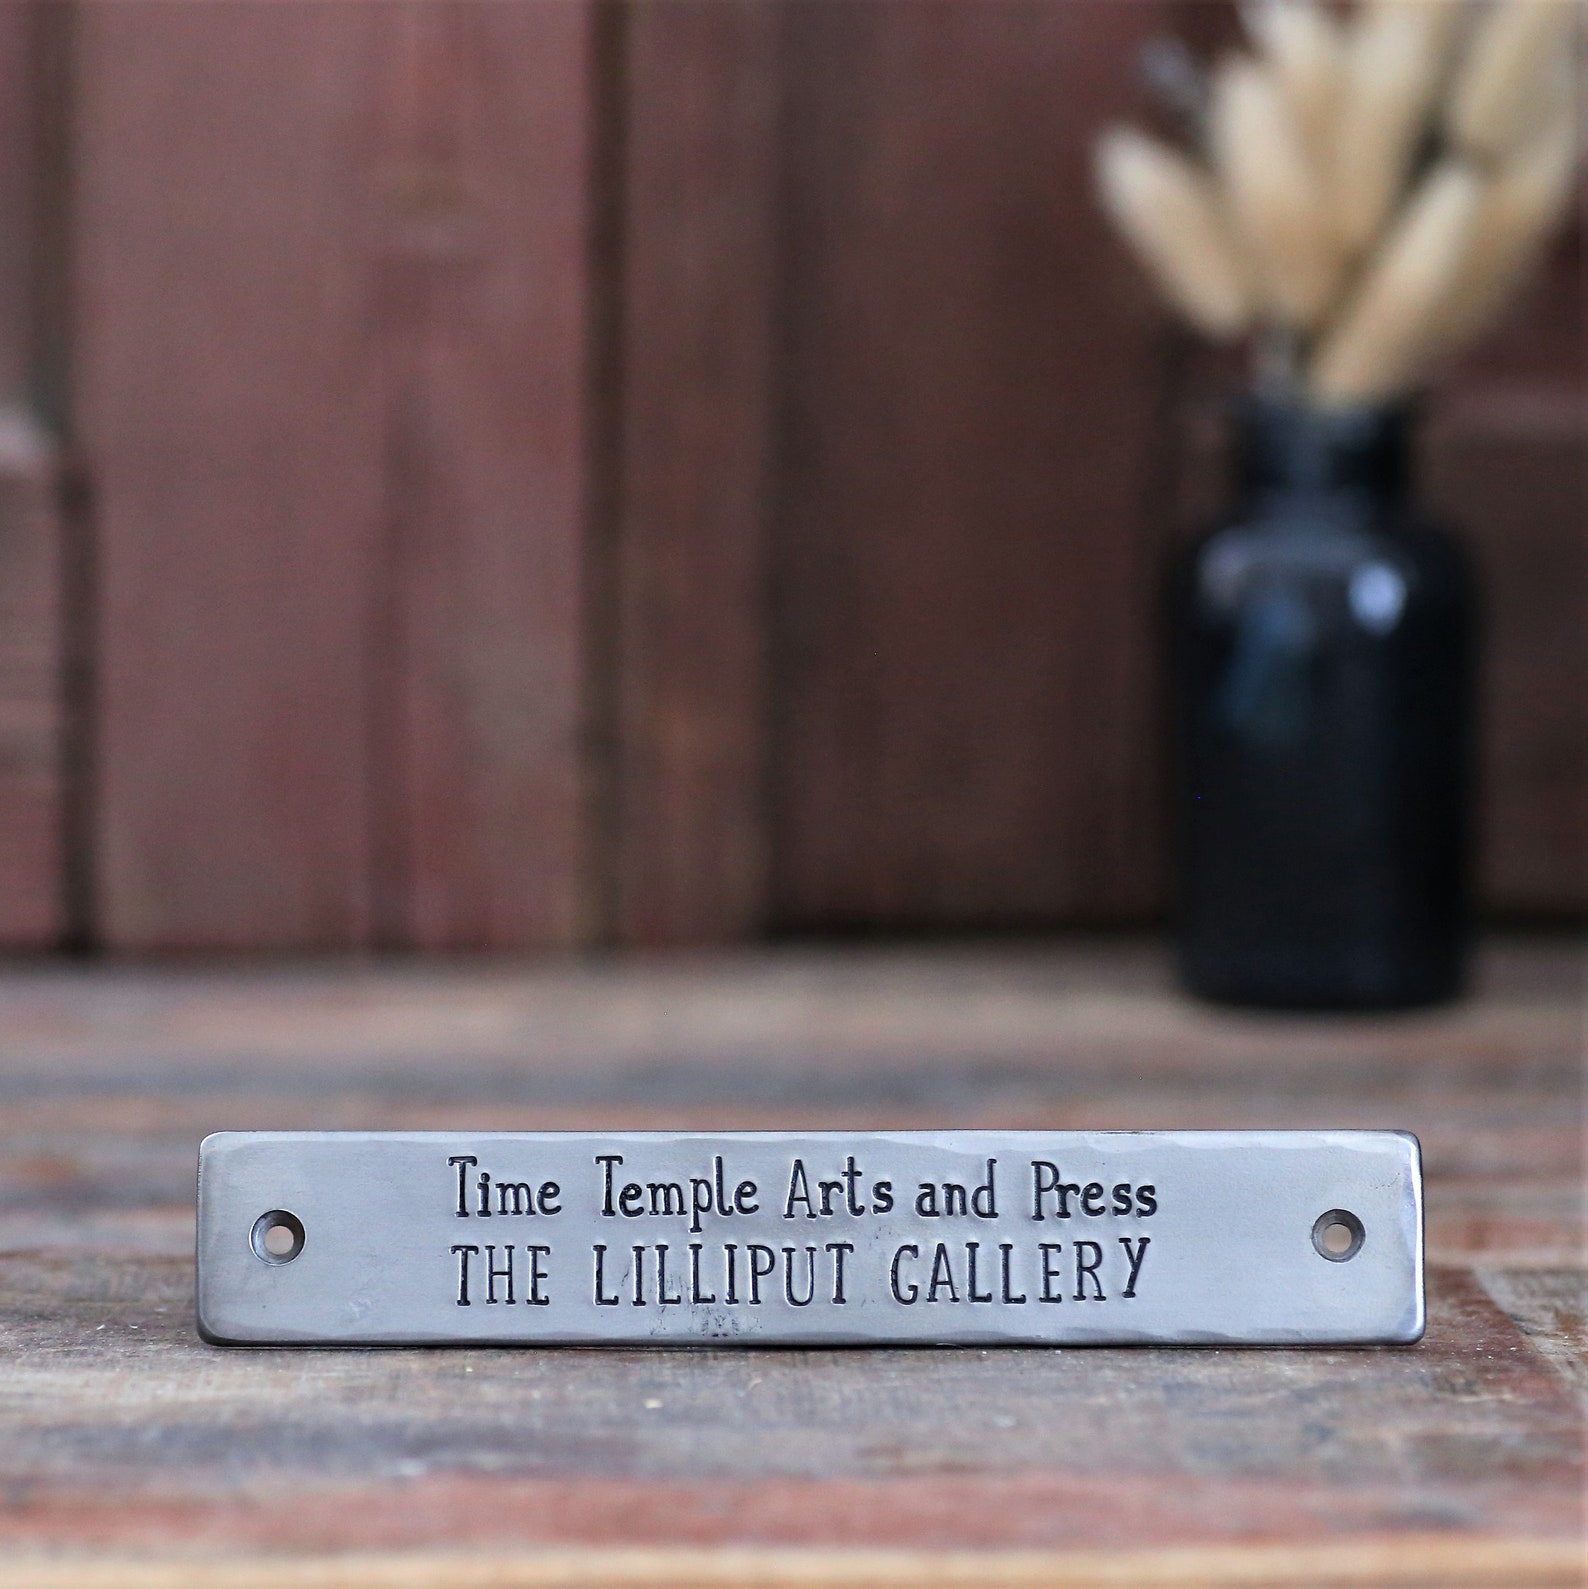 Time Temple Arts and Press
THE LILLIPUT GALLERY